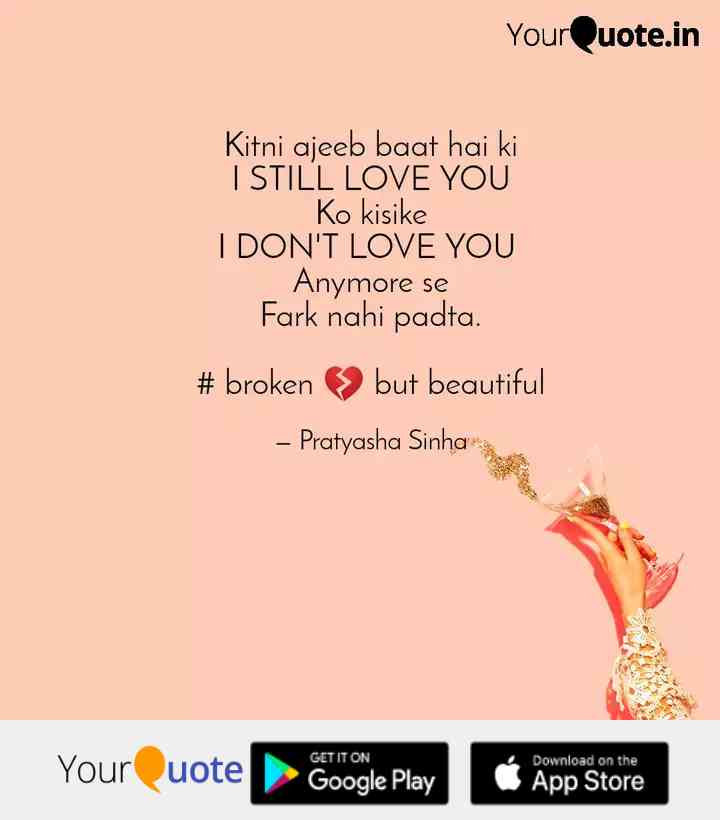 YourQuote.in
Kitni ajeeb baat hai ki
I STILL LOVE YOU
Ko kisike
I DON'T LOVE YOU
Anymore se
Fark nahi padta.
# broken 💔 but beautiful
– Pratyasha Sinha
YourQuote
GET IT ON
Google Play
Download on the
App Store